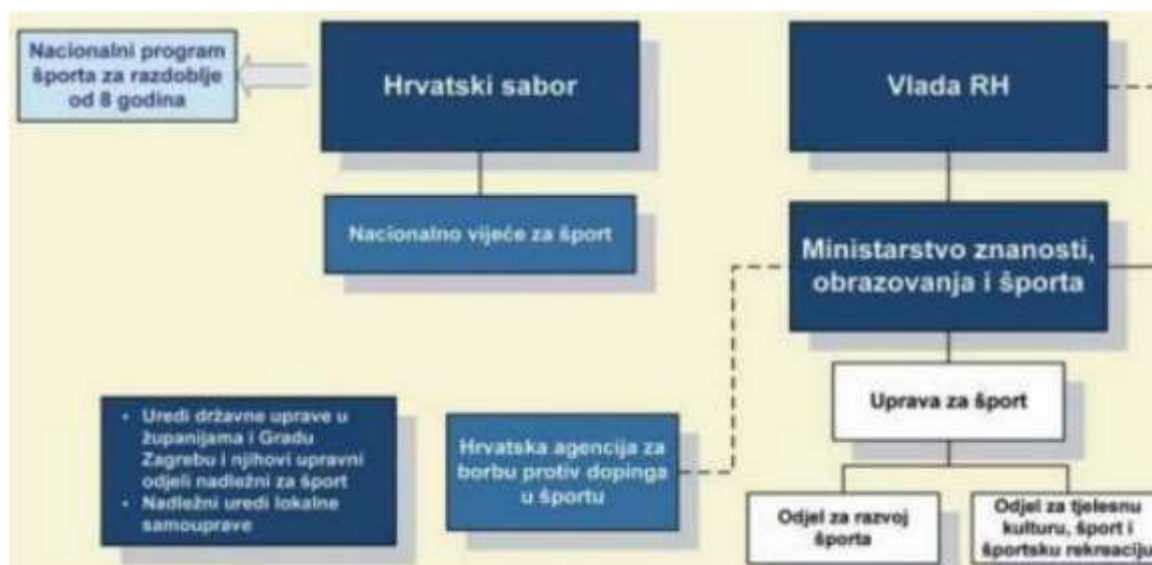 Nacionalni program
športa za razdoblje
od 8 godina
Hrvatski sabor
Vlada RH
Nacionalno vijeće za šport
Ministarstvo znanosti,
obrazovanja i športa
Uprava za šport
• Uredi državne uprave u
županijama i Gradu
Zagrebu i njihovi upravni
odjeli nadležni za šport
• Nadležni uredi lokalne
samouprave
Hrvatska agencija za
borbu protiv dopinga
u športu
Odjel za razvoj
športa
Odjel za tjelesnu
kulturu, šport i
športsku rekreaciju